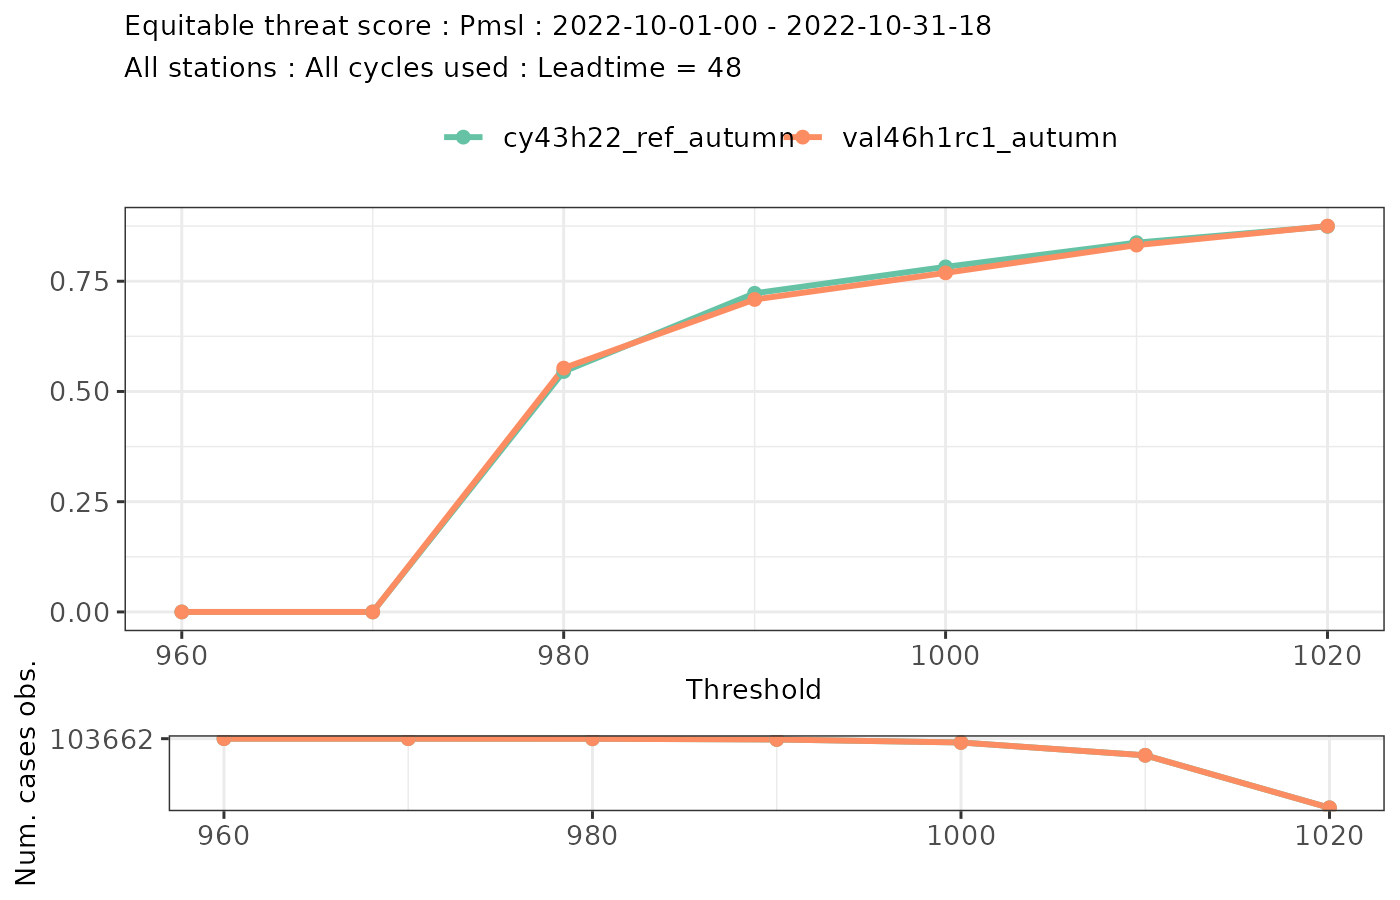 Equitable threat score : Pmsl : 2022-10-01-00 - 2022-10-31-18
All stations : All cycles used : Leadtime = 48
cy43h22_ref_autumn val46h1rc1_autumn
0.75
0.50
0.25
0.00
960 980 1000 1020
Threshold
Num. cases obs.
103662
960 980 1000 1020